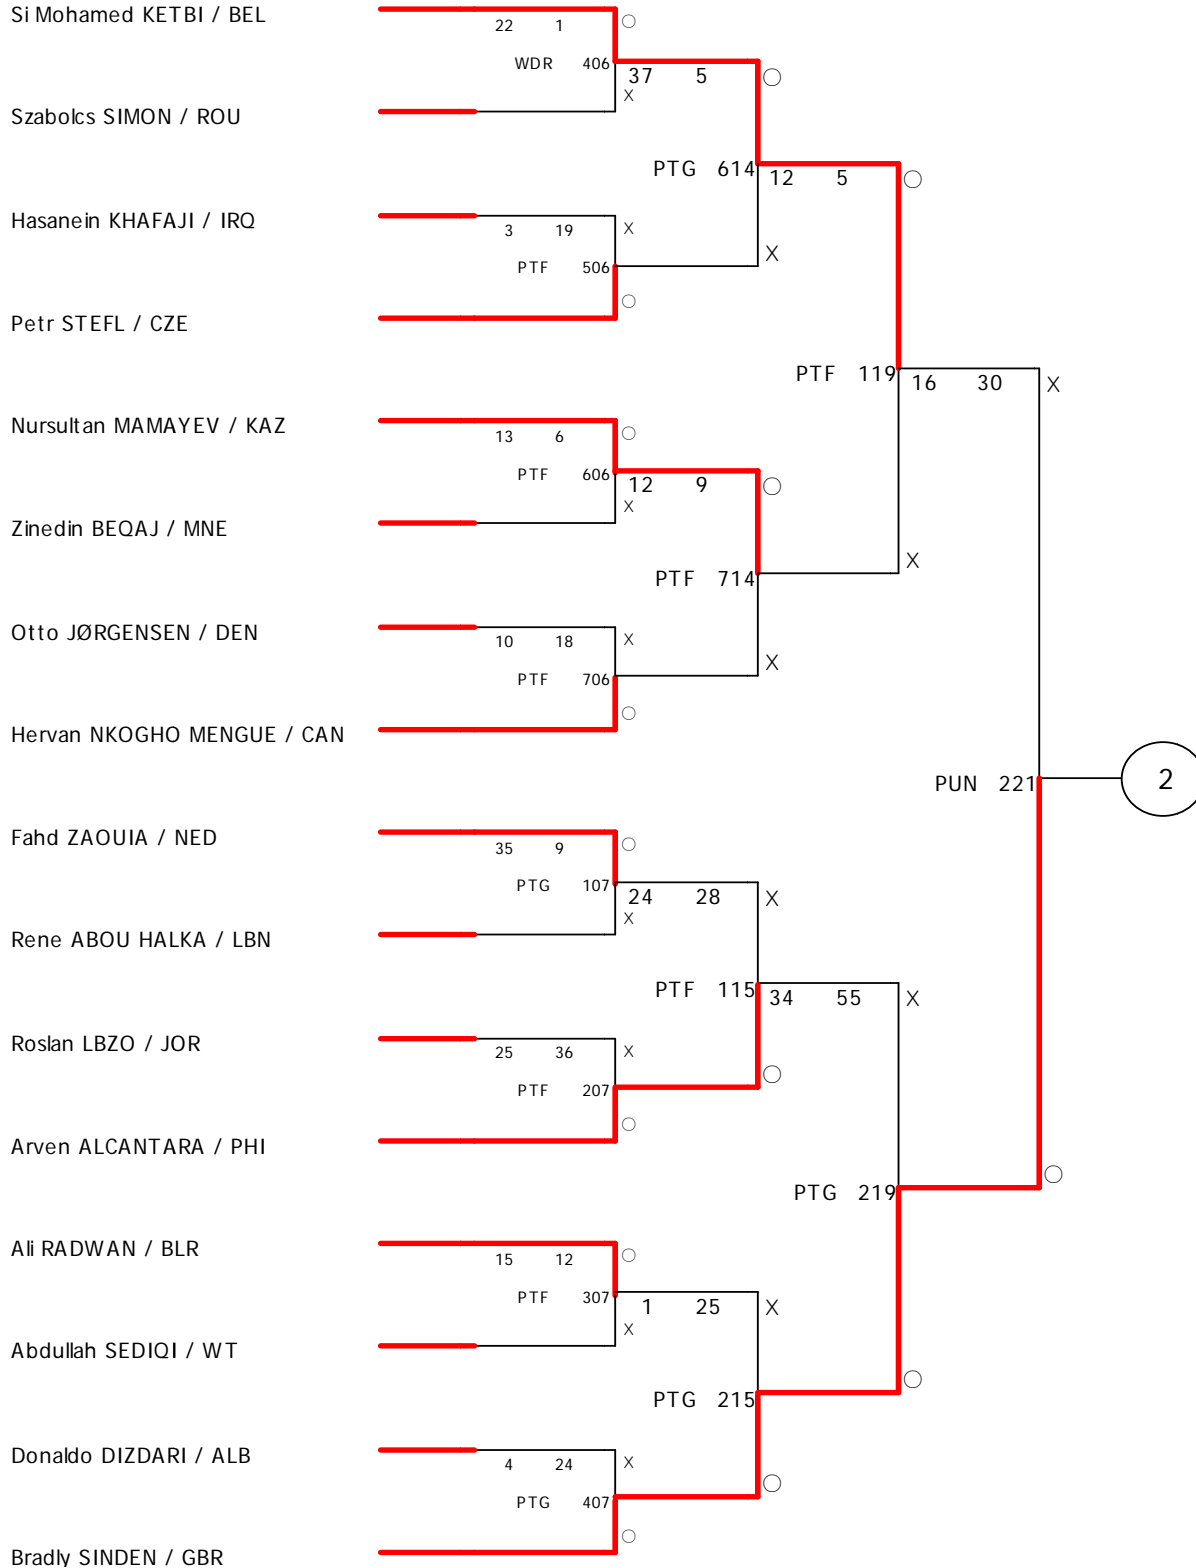 Si Mohamed KETBI / BEL
22 1
WDR 406
37 5
X
Szabolcs SIMON / ROU
PTG 614
12 5
Hasanein KHAFAJI / IRQ
3 19 X
PTF 506
X
Petr STEFL / CZE
PTF 119
16 30 X
Nursultan MAMAYEV / KAZ
13 6
PTF 606
12 9
X
Zinedin BEQAJ / MNE
PTF 714
X
Otto JØRGENSEN / DEN
10 18 X
PTF 706
X
Hervan NKOGHO MENGUE / CAN
PUN 221
2
Fahd ZAOUIA / NED
35 9
PTG 107
24 28 X
X
Rene ABOU HALKA / LBN
PTF 115
34 55 X
Roslan LBZO / JOR
25 36 X
PTF 207
Arven ALCANTARA / PHI
PTG 219
Ali RADWAN / BLR
15 12
PTF 307
1 25 X
X
Abdullah SEDIQI / WT
PTG 215
Donaldo DIZDARI / ALB
4 24 X
PTG 407
Bradly SINDEN / GBR